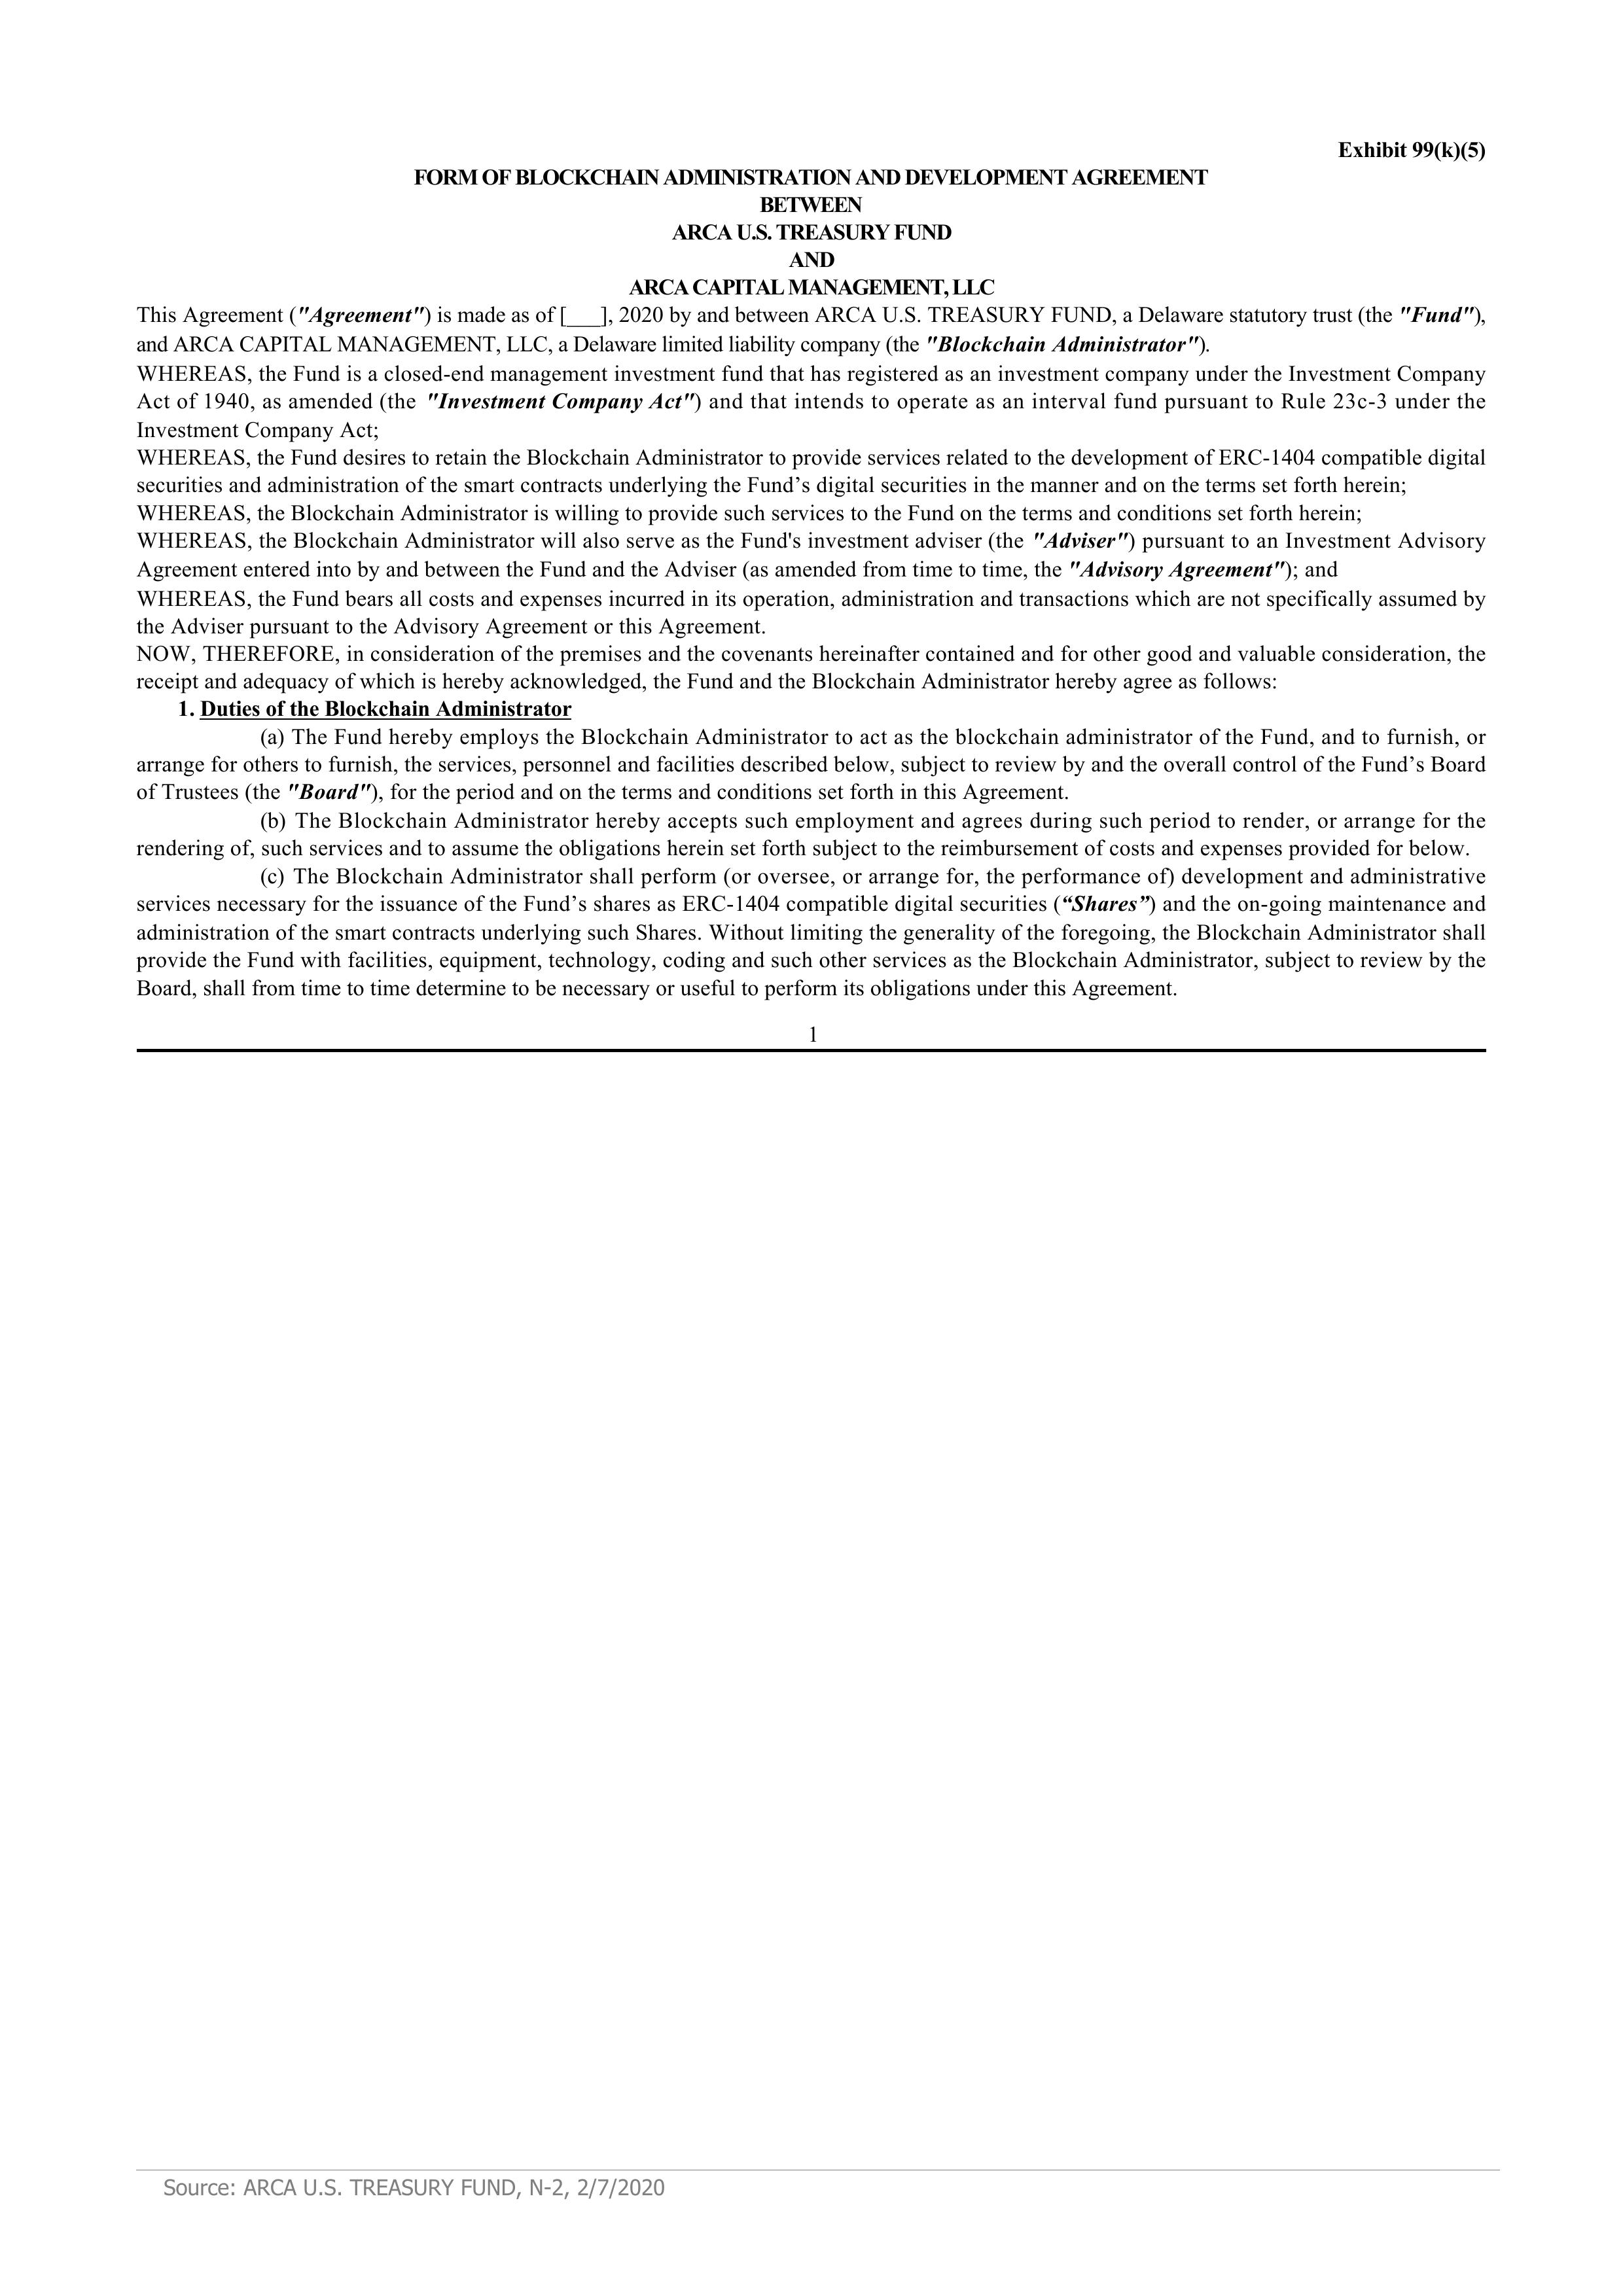 Exhibit 99(k)(5)
FORM OF BLOCKCHAIN ADMINISTRATION AND DEVELOPMENT AGREEMENT
BETWEEN
ARCA U.S. TREASURY FUND
AND
ARCA CAPITAL MANAGEMENT, LLC
This Agreement ("Agreement") is made as of [___], 2020 by and between ARCA U.S. TREASURY FUND, a Delaware statutory trust (the "Fund"),
and ARCA CAPITAL MANAGEMENT, LLC, a Delaware limited liability company (the "Blockchain Administrator").
WHEREAS, the Fund is a closed-end management investment fund that has registered as an investment company under the Investment Company
Act of 1940, as amended (the "Investment Company Act") and that intends to operate as an interval fund pursuant to Rule 23c-3 under the
Investment Company Act;
WHEREAS, the Fund desires to retain the Blockchain Administrator to provide services related to the development of ERC-1404 compatible digital
securities and administration of the smart contracts underlying the Fund’s digital securities in the manner and on the terms set forth herein;
WHEREAS, the Blockchain Administrator is willing to provide such services to the Fund on the terms and conditions set forth herein;
WHEREAS, the Blockchain Administrator will also serve as the Fund's investment adviser (the "Adviser") pursuant to an Investment Advisory
Agreement entered into by and between the Fund and the Adviser (as amended from time to time, the "Advisory Agreement"); and
WHEREAS, the Fund bears all costs and expenses incurred in its operation, administration and transactions which are not specifically assumed by
the Adviser pursuant to the Advisory Agreement or this Agreement.
NOW, THEREFORE, in consideration of the premises and the covenants hereinafter contained and for other good and valuable consideration, the
receipt and adequacy of which is hereby acknowledged, the Fund and the Blockchain Administrator hereby agree as follows:
1. Duties of the Blockchain Administrator
(a) The Fund hereby employs the Blockchain Administrator to act as the blockchain administrator of the Fund, and to furnish, or
arrange for others to furnish, the services, personnel and facilities described below, subject to review by and the overall control of the Fund’s Board
of Trustees (the "Board"), for the period and on the terms and conditions set forth in this Agreement.
(b) The Blockchain Administrator hereby accepts such employment and agrees during such period to render, or arrange for the
rendering of, such services and to assume the obligations herein set forth subject to the reimbursement of costs and expenses provided for below.
(c) The Blockchain Administrator shall perform (or oversee, or arrange for, the performance of) development and administrative
services necessary for the issuance of the Fund’s shares as ERC-1404 compatible digital securities (“Shares”) and the on-going maintenance and
administration of the smart contracts underlying such Shares. Without limiting the generality of the foregoing, the Blockchain Administrator shall
provide the Fund with facilities, equipment, technology, coding and such other services as the Blockchain Administrator, subject to review by the
Board, shall from time to time determine to be necessary or useful to perform its obligations under this Agreement.
1
Source: ARCA U.S. TREASURY FUND, N-2, 2/7/2020